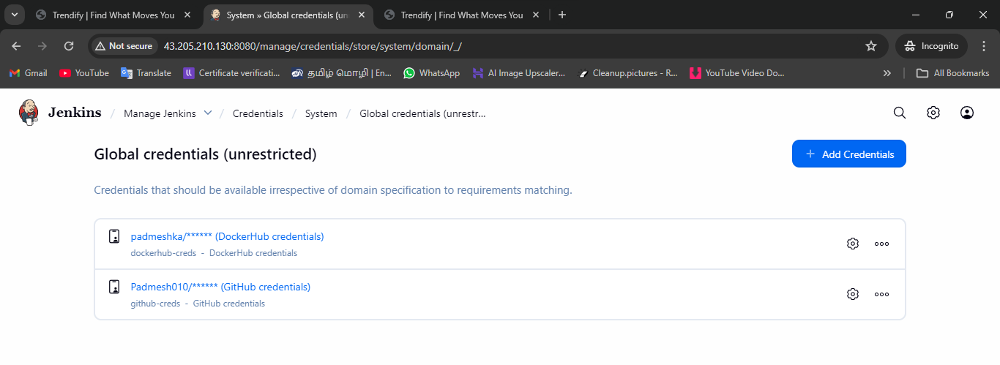 Trendify | Find What Moves You
System » Global credentials (un
Trendify | Find What Moves You
Not secure
43.205.210.130:8080/manage/credentials/store/system/domain/_/
Incognito
Gmail
YouTube
Translate
Certificate verificati...
தமிழ் மொழி | En...
WhatsApp
AI Image Upscaler...
Cleanup.pictures - R...
YouTube Video Do...
All Bookmarks
Jenkins / Manage Jenkins / Credentials / System / Global credentials (unrestr...
Global credentials (unrestricted)
+ Add Credentials
Credentials that should be available irrespective of domain specification to requirements matching.
padmeshka/****** (DockerHub credentials)
dockerhub-creds - DockerHub credentials
Padmesh010/****** (GitHub credentials)
github-creds - GitHub credentials